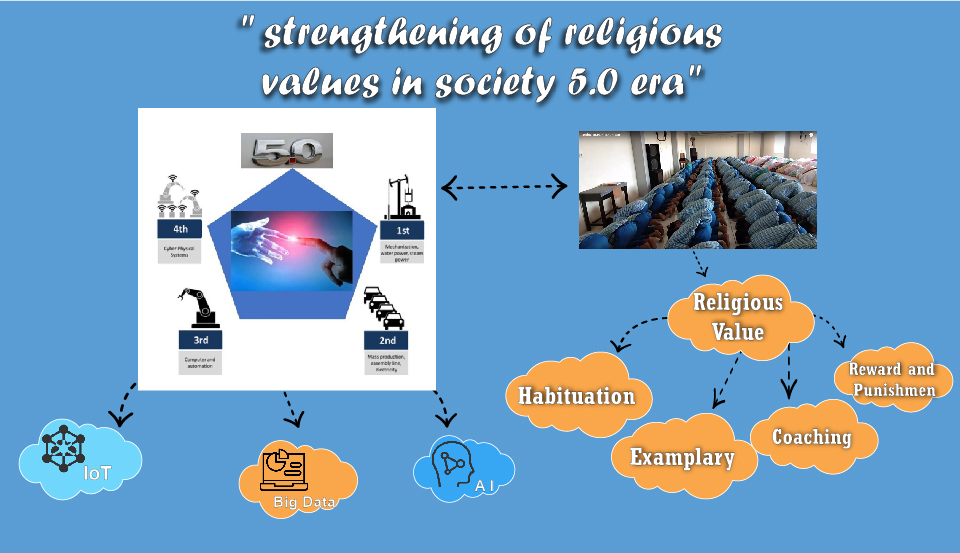 " strengthening of religious
values in society 5.0 era"
5.0
4th
Cyber Physical
Systems
1st
Mechanization,
water power, steam
power
3rd
Computer and
automation
2nd
Mass production,
assembly line,
electricity
Religious
Value
Habituation
Examplary
Coaching
Reward and
Punishmen
IoT
Big Data
AI